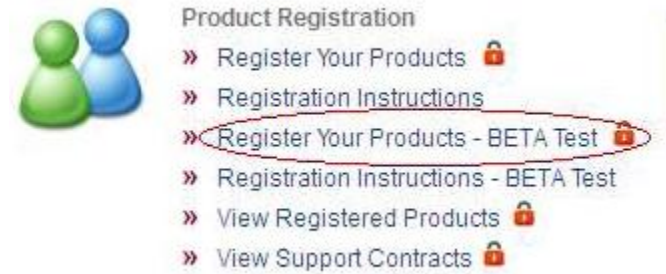 Product Registration
» Register Your Products
» Registration Instructions
» Register Your Products - BETA Test
» Registration Instructions - BETA Test
» View Registered Products
» View Support Contracts